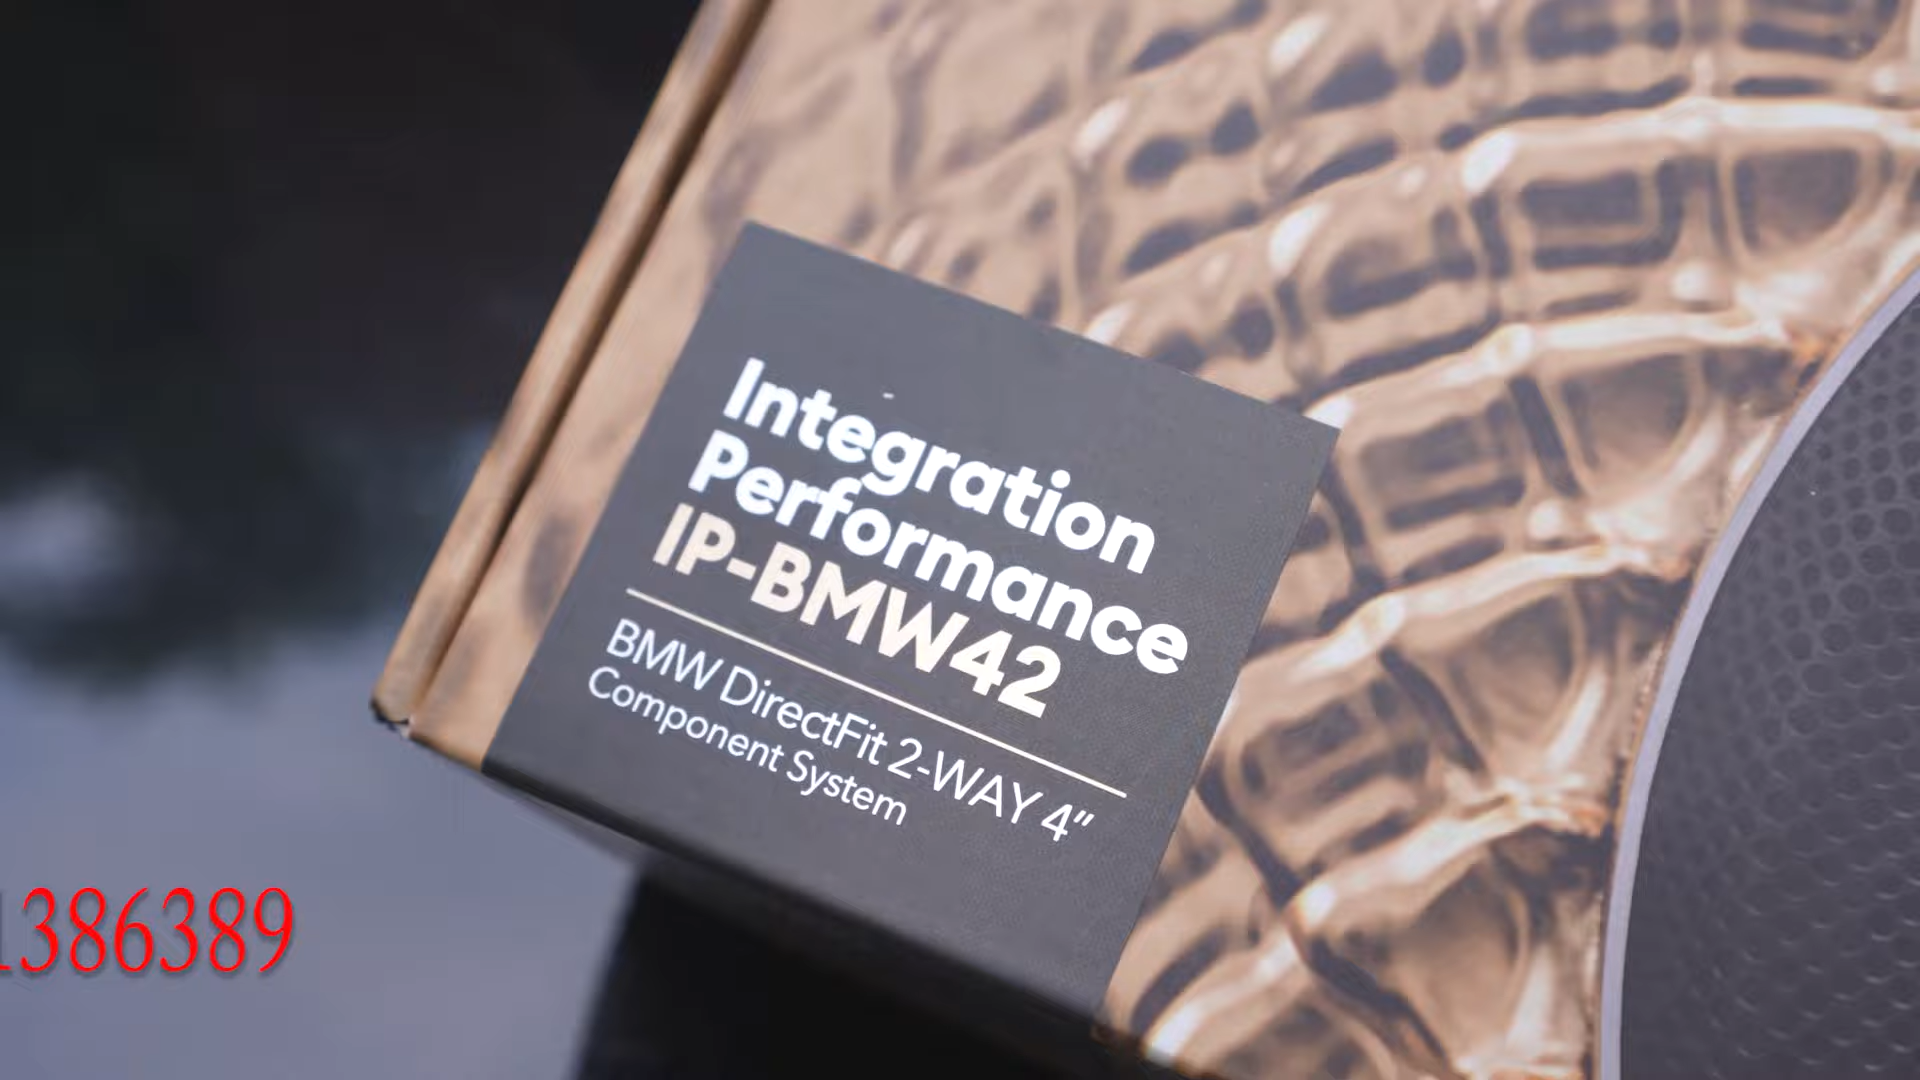 Integration
Performance
IP-BMW42
BMW DirectFit 2-WAY 4”
Component System
1386389